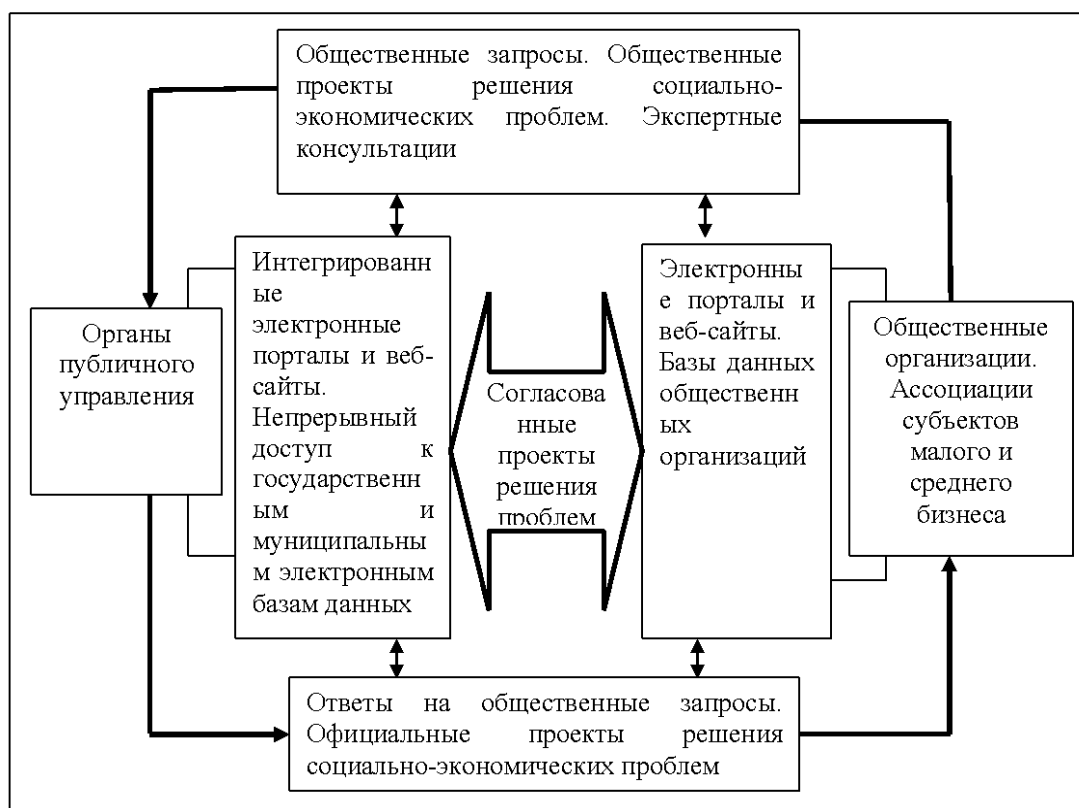 Общественные запросы. Общественные
проекты решения социально-
экономических проблем. Экспертные
консультации
Органы
публичного
управления
Интегрированн
ые
электронные
порталы и веб-
сайты.
Непрерывный
доступ к
государственн
ым и
муниципальны
м электронным
базам данных
Согласова
нные
проекты
решения
проблем
Электронны
е порталы и
веб-сайты.
Базы данных
общественн
ых
организаций
Общественные
организации.
Ассоциации
субъектов
малого и
среднего
бизнеса
Ответы на общественные запросы.
Официальные проекты решения
социально-экономических проблем